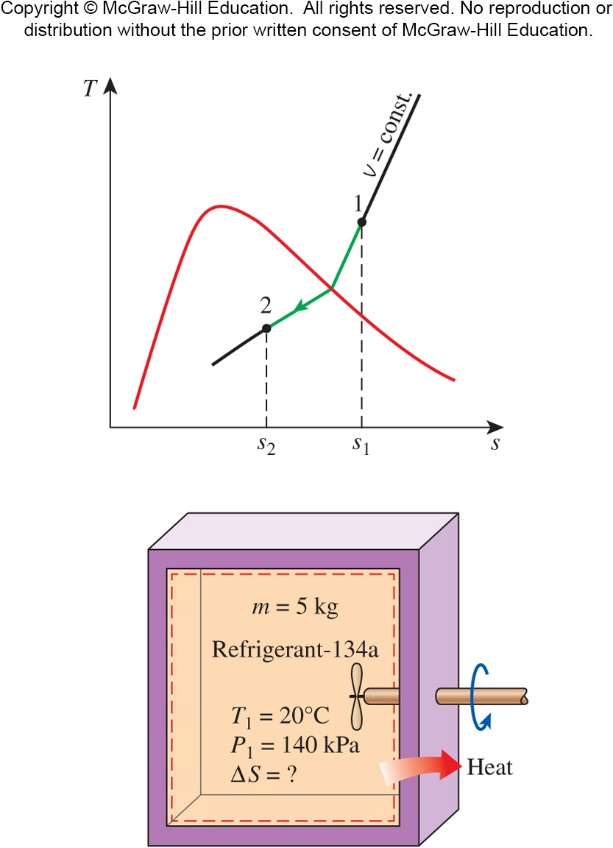 Copyright © McGraw-Hill Education.  All rights reserved. No reproduction or
distribution without the prior written consent of McGraw-Hill Education.
T
v = const.
1
2
s₂
s₁
s
m = 5 kg
Refrigerant-134a
T₁ = 20°C
P₁ = 140 kPa
ΔS = ?
Heat